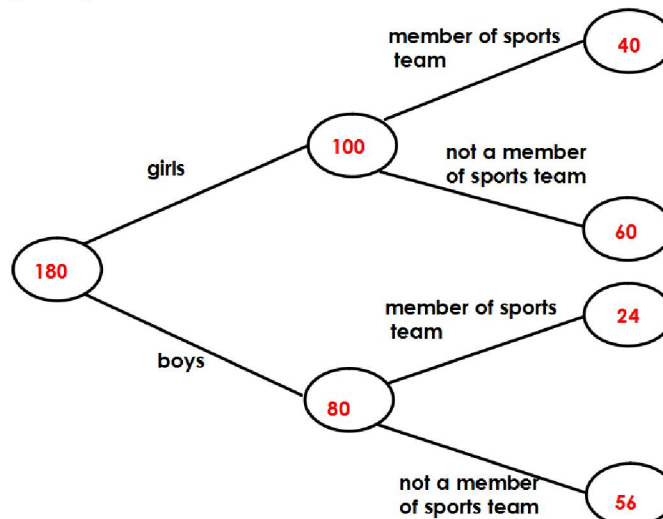 member of sports
team
40
100
girls
not a member
of sports team
60
180
member of sports
team
24
boys
80
not a member
of sports team
56